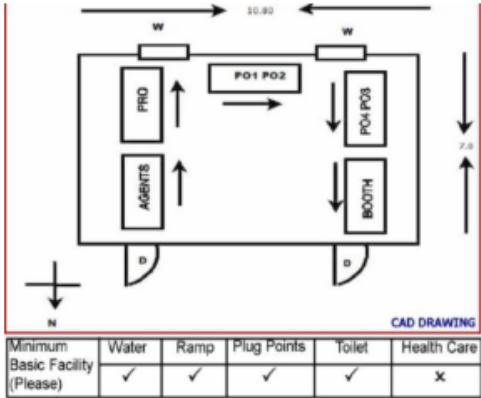 10.80
W
W
PO1 PO2
PRO
PO4 PO3
7.0
AGENTS
BOOTH
D
D
N
CAD DRAWING
Minimum Basic Facility (Please) Water Ramp Plug Points Toilet Health Care
✓ ✓ ✓ ✓ x